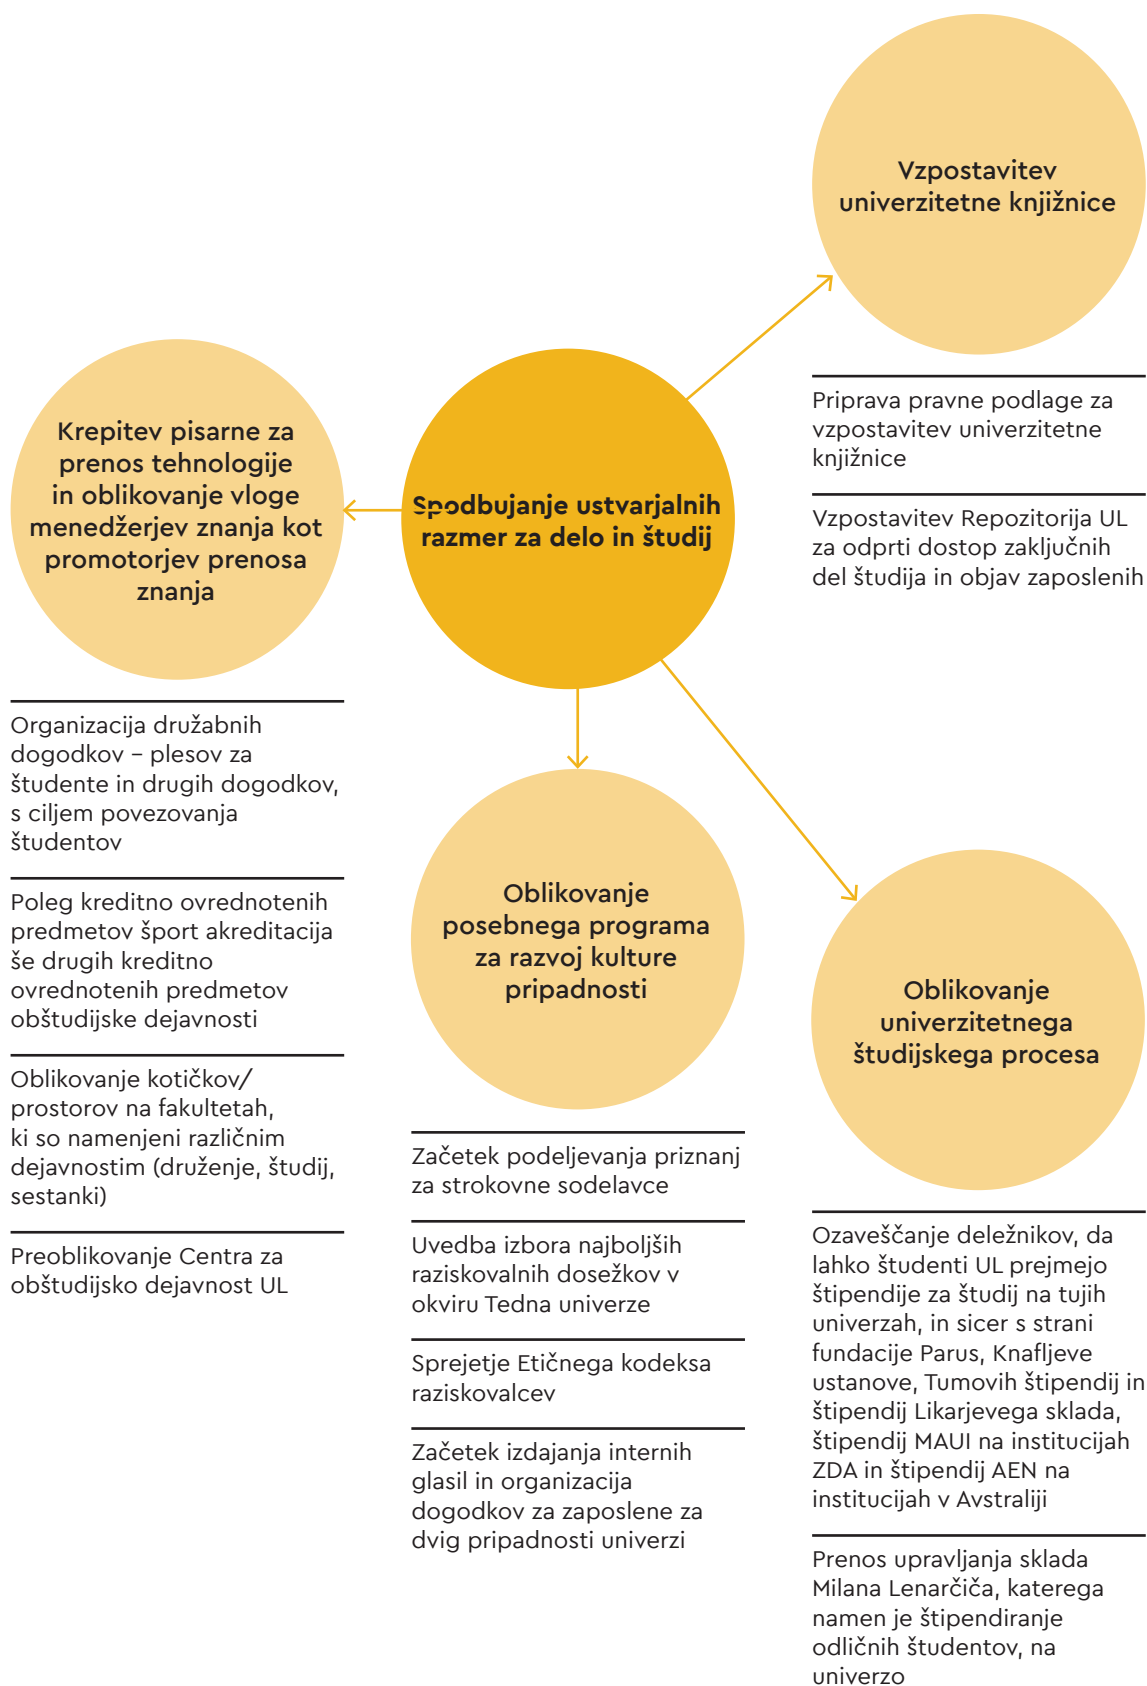 Vzpostavitev
univerzitetne knjižnice
Priprava pravne podlage za
vzpostavitev univerzitetne
knjižnice
Vzpostavitev Repozitorija UL
za odprti dostop zaključnih
del študija in objav zaposlenih
Spodbujanje ustvarjalnih
razmer za delo in študij
Krepitev pisarne za
prenos tehnologije
in oblikovanje vloge
menedžerjev znanja kot
promotorjev prenosa
znanja
Organizacija družabnih
dogodkov – plesov za
študente in drugih dogodkov,
s ciljem povezovanja
študentov
Poleg kreditno ovrednotenih
predmetov šport akreditacija
še drugih kreditno
ovrednotenih predmetov
obštudijske dejavnosti
Oblikovanje kotičkov/
prostorov na fakultetah,
ki so namenjeni različnim
dejavnostim (druženje, študij,
sestanki)
Preoblikovanje Centra za
obštudijsko dejavnost UL
Oblikovanje
posebnega programa
za razvoj kulture
pripadnosti
Začetek podeljevanja priznanj
za strokovne sodelavce
Uvedba izbora najboljših
raziskovalnih dosežkov v
okviru Tedna univerze
Sprejetje Etičnega kodeksa
raziskovalcev
Začetek izdajanja internih
glasil in organizacija
dogodkov za zaposlene za
dvig pripadnosti univerzi
Oblikovanje
univerzitetnega
študijskega procesa
Ozaveščanje deležnikov, da
lahko študenti UL prejmejo
štipendije za študij na tujih
univerzah, in sicer s strani
fundacije Parus, Knafljeve
ustanove, Tumovih štipendij in
štipendij Likarjevega sklada,
štipendij MAUI na institucijah
ZDA in štipendij AEN na
institucijah v Avstraliji
Prenos upravljanja sklada
Milana Lenarčiča, katerega
namen je štipendiranje
odličnih študentov, na
univerzo